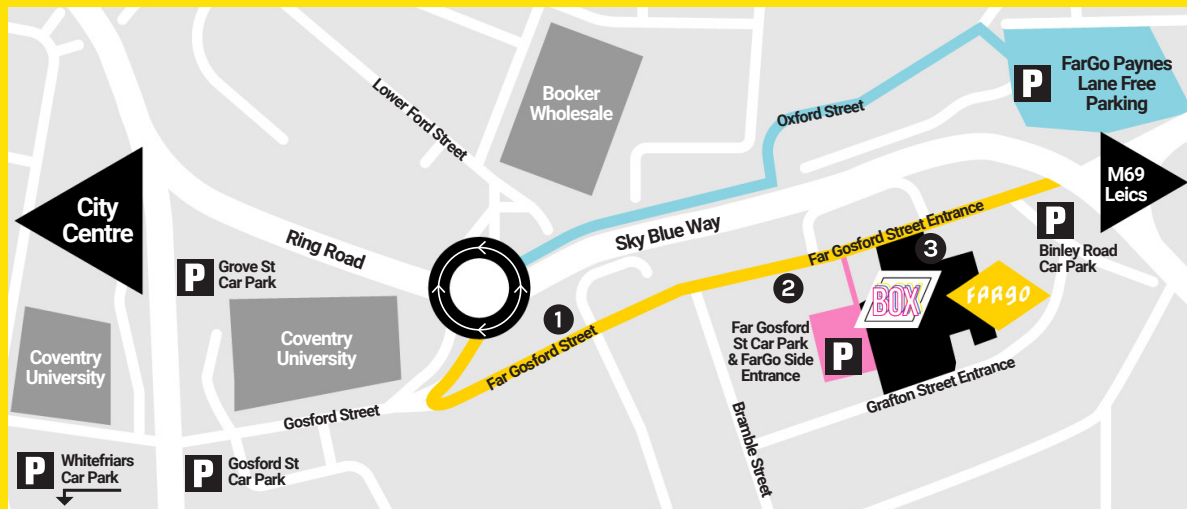 City
Centre
Ring Road
Lower Ford Street
Booker
Wholesale
Oxford Street
P
FarGo Paynes
Lane Free
Parking
M69
Leics
Sky Blue Way
P
Grove St
Car Park
Coventry
University
Coventry
University
1
Far Gosford Street
2
Far Gosford Street Entrance
3
P
Binley Road
Car Park
BOX
FARGO
Far Gosford
St Car Park
& FarGo Side
Entrance
P
Grafton Street Entrance
Bramble Street
Gosford Street
P
Whitefriars
Car Park
P
Gosford St
Car Park